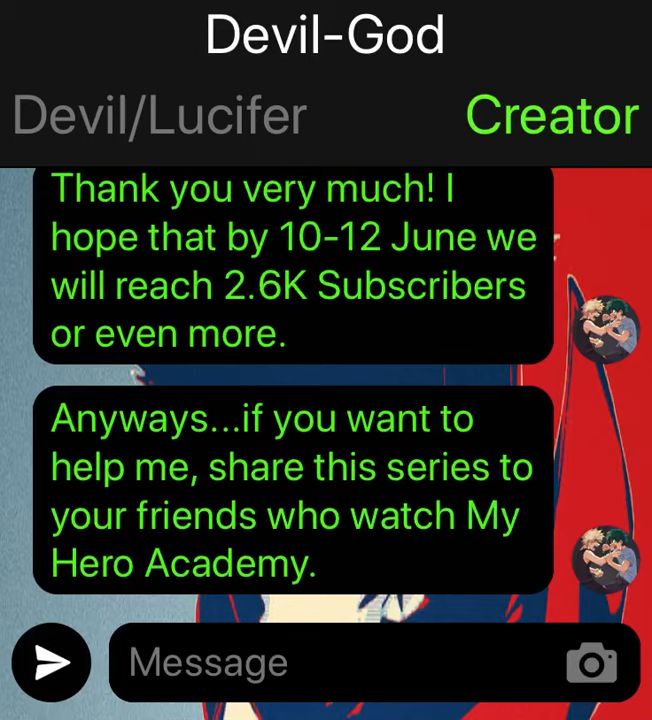 Devil-God
Devil/Lucifer Creator
Thank you very much! I
hope that by 10-12 June we
will reach 2.6K Subscribers
or even more.
Anyways...if you want to
help me, share this series to
your friends who watch My
Hero Academy.
Message